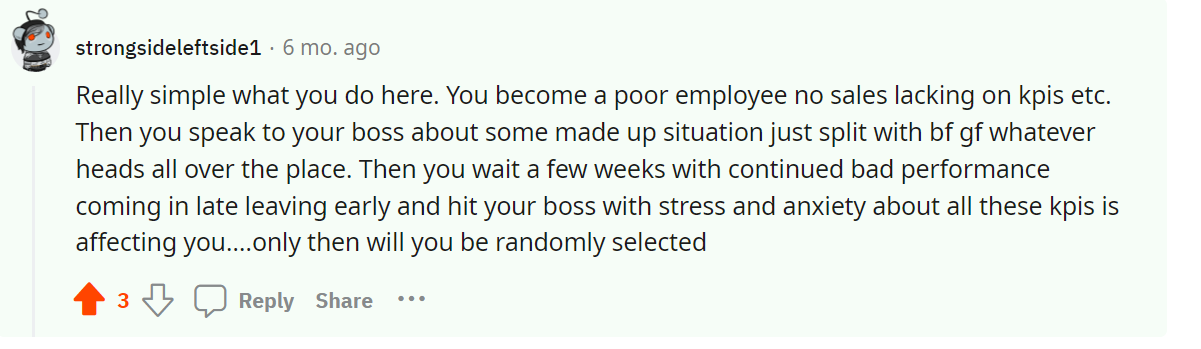 strongsideleftside1 · 6 mo. ago
Really simple what you do here. You become a poor employee no sales lacking on kpis etc.
Then you speak to your boss about some made up situation just split with bf gf whatever
heads all over the place. Then you wait a few weeks with continued bad performance
coming in late leaving early and hit your boss with stress and anxiety about all these kpis is
affecting you....only then will you be randomly selected
3 Reply Share ···